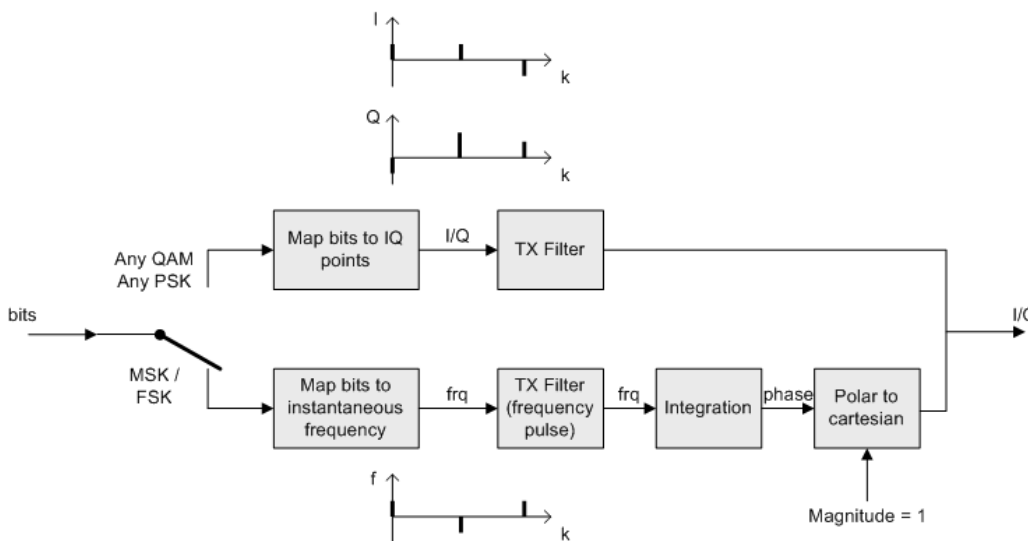 I
k
Q
k
Map bits to IQ
points
I/Q
TX Filter
Any QAM
Any PSK
bits
I/Q
MSK /
FSK
Map bits to
instantaneous
frequency
frq
TX Filter
(frequency
pulse)
frq
Integration
phase
Polar to
cartesian
f
k
Magnitude = 1